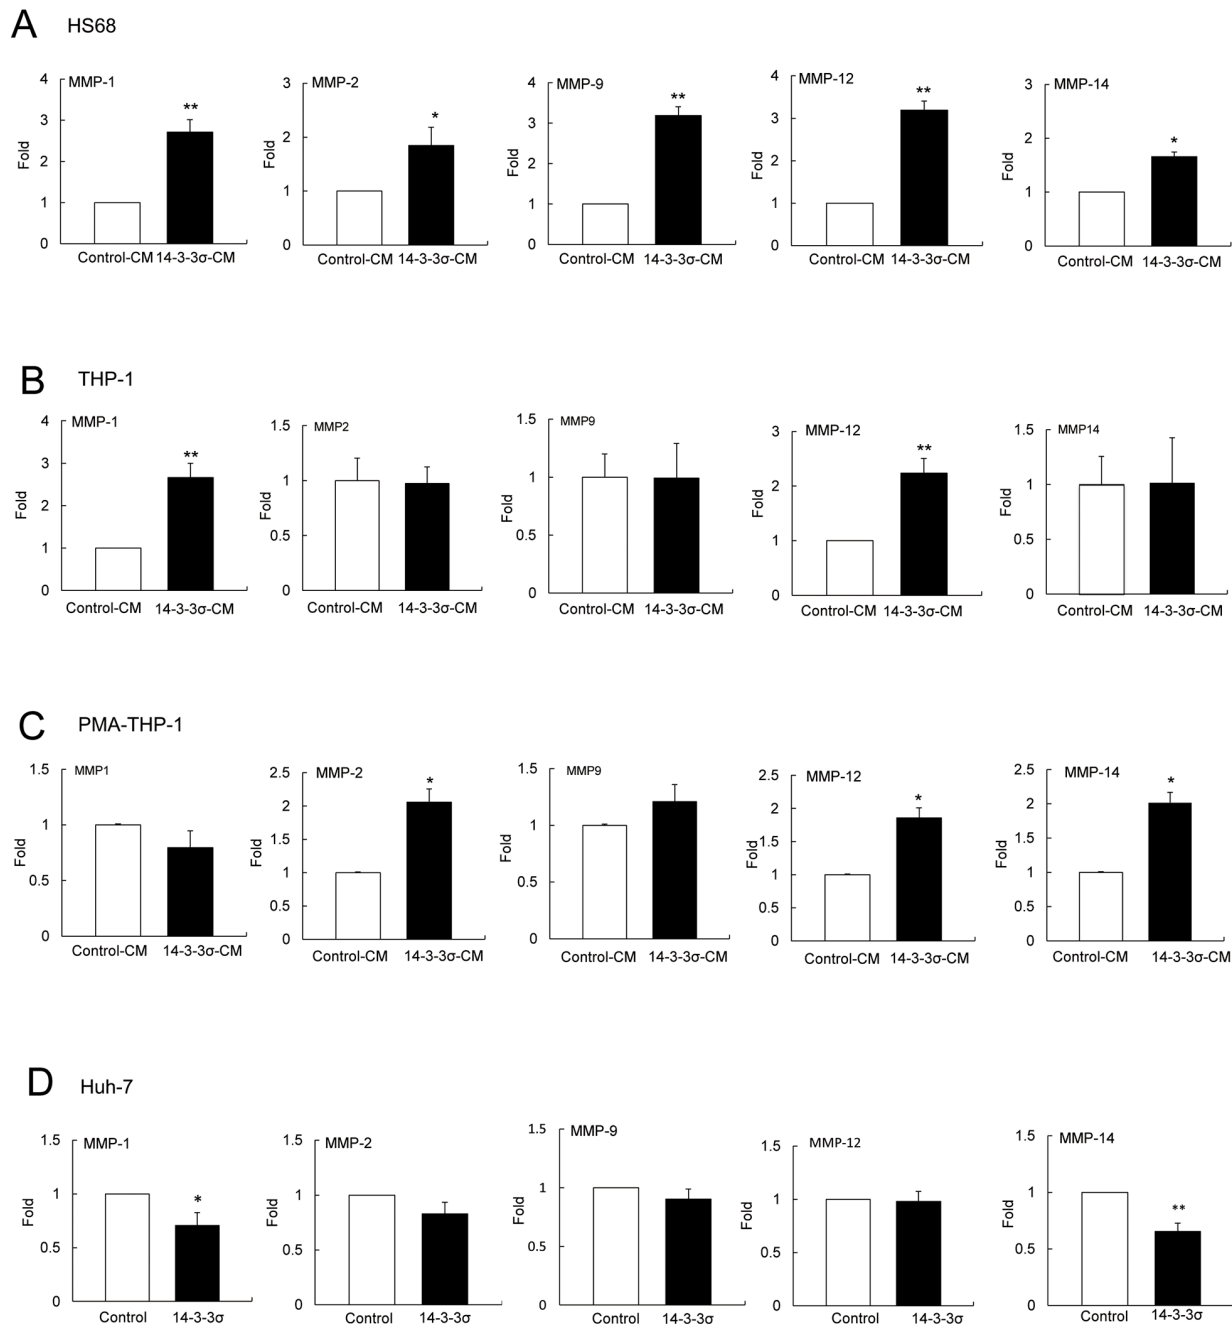 A HS68
MMP-1
4
3
2
1
0
Fold
**
Control-CM 14-3-3σ-CM
MMP-2
3
2
1
0
Fold
*
Control-CM 14-3-3σ-CM
MMP-9
4
3
2
1
0
Fold
**
Control-CM 14-3-3σ-CM
MMP-12
4
3
2
1
0
Fold
**
Control-CM 14-3-3σ-CM
MMP-14
3
2
1
0
Fold
*
Control-CM 14-3-3σ-CM
B THP-1
MMP-1
4
3
2
1
0
Fold
**
Control-CM 14-3-3σ-CM
MMP2
1.5
1
0.5
0
Fold
Control-CM 14-3-3σ-CM
MMP9
1.5
1
0.5
0
Fold
Control-CM 14-3-3σ-CM
MMP-12
3
2
1
0
Fold
**
Control-CM 14-3-3σ-CM
MMP14
1.5
1
0.5
0
Fold
Control-CM 14-3-3σ-CM
C PMA-THP-1
MMP1
1.5
1
0.5
0
Fold
Control-CM 14-3-3σ-CM
MMP-2
2.5
2
1.5
1
0.5
0
Fold
*
Control-CM 14-3-3σ-CM
MMP9
1.5
1
0.5
0
Fold
Control-CM 14-3-3σ-CM
MMP-12
2.5
2
1.5
1
0.5
0
Fold
*
Control-CM 14-3-3σ-CM
MMP-14
2.5
2
1.5
1
0.5
0
Fold
*
Control-CM 14-3-3σ-CM
D Huh-7
MMP-1
1.5
1
0.5
0
Fold
*
Control 14-3-3σ
MMP-2
1.5
1
0.5
0
Fold
Control 14-3-3σ
MMP-9
1.5
1
0.5
0
Fold
Control 14-3-3σ
MMP-12
1.5
1
0.5
0
Fold
Control 14-3-3σ
MMP-14
1.5
1
0.5
0
Fold
**
Control 14-3-3σ